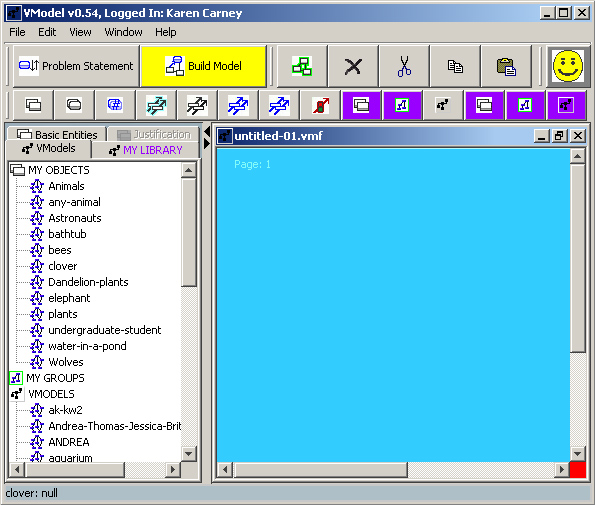 VModel v0.54, Logged In: Karen Carney
File Edit View Window Help
Problem Statement Build Model
Basic Entities Justification
VModels MY LIBRARY
untitled-01.vmf
Page: 1
MY OBJECTS
Animals
any-animal
Astronauts
bathtub
bees
clover
Dandelion-plants
elephant
plants
undergraduate-student
water-in-a-pond
Wolves
MY GROUPS
VMODELS
ak-kw2
Andrea-Thomas-Jessica-Brit
ANDREA
aquarium
clover: null